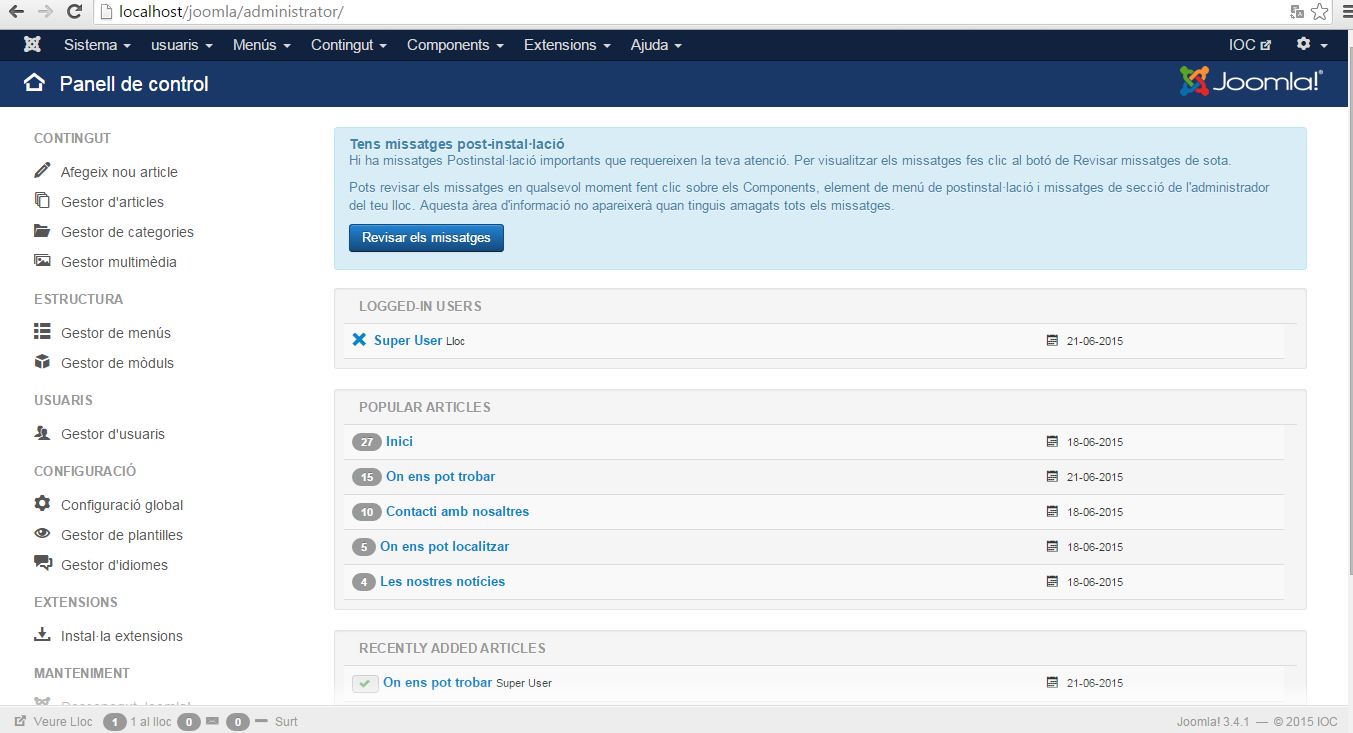 localhost/joomla/administrator/
Sistema usuaris Menús Contingut Components Extensions Ajuda IOC
Panell de control
Joomla!®
CONTINGUT
Afegeix nou article
Gestor d'articles
Gestor de categories
Gestor multimèdia
ESTRUCTURA
Gestor de menús
Gestor de mòduls
USUARIS
Gestor d'usuaris
CONFIGURACIÓ
Configuració global
Gestor de plantilles
Gestor d'idiomes
EXTENSIONS
Instal·la extensions
MANTENIMENT
Tens missatges post-instal·lació
Hi ha missatges Postinstal·lació importants que requereixen la teva atenció. Per visualitzar els missatges fes clic al botó de Revisar missatges de sota.
Pots revisar els missatges en qualsevol moment fent clic sobre els Components, element de menú de postinstal·lació i missatges de secció de l'administrador
del teu lloc. Aquesta àrea d'informació no apareixerà quan tinguis amagats tots els missatges.
Revisar els missatges
LOGGED-IN USERS
Super User Lloc 21-06-2015
POPULAR ARTICLES
27 Inici 18-06-2015
15 On ens pot trobar 21-06-2015
10 Contacti amb nosaltres 18-06-2015
5 On ens pot localitzar 18-06-2015
4 Les nostres notícies 18-06-2015
RECENTLY ADDED ARTICLES
On ens pot trobar Super User 21-06-2015
Veure Lloc 1 1 al lloc 0 0 Surt
Joomla! 3.4.1 — © 2015 IOC